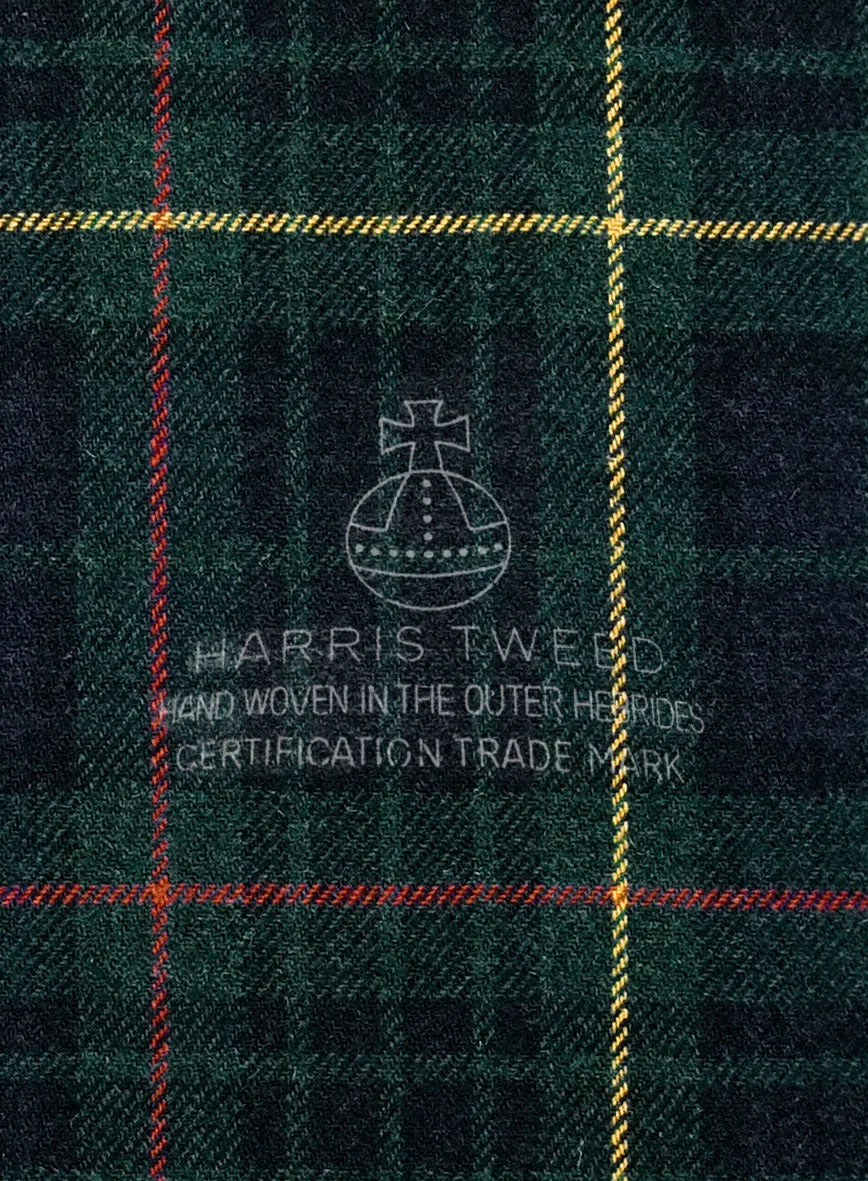 HARRIS TWEED
HAND WOVEN IN THE OUTER HEBRIDES
CERTIFICATION TRADE MARK